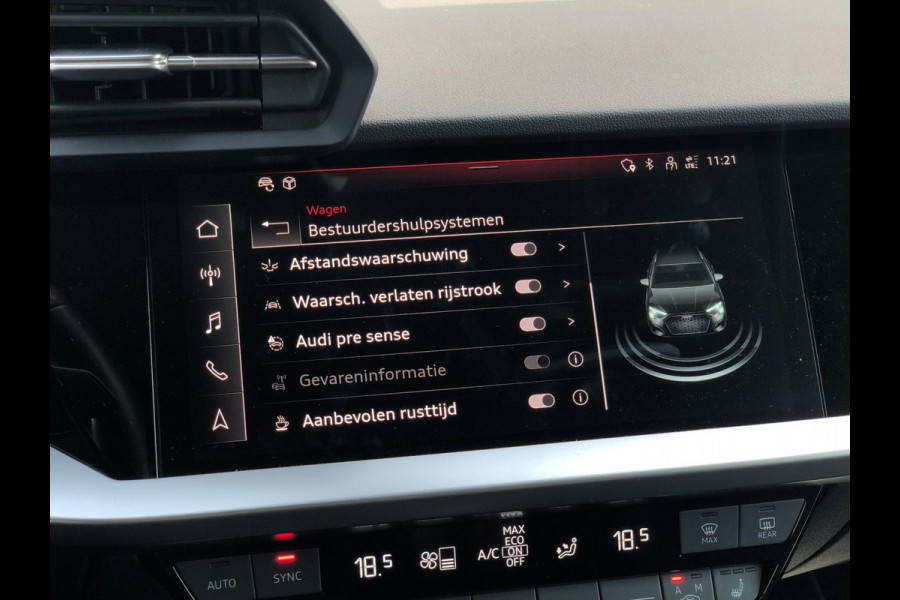 LTE 11:21
Wagen
Bestuurdershulpsystemen
Afstandswaarschuwing
Waarsch. verlaten rijstrook
Audi pre sense
Gevareninformatie
Aanbevolen rusttijd
AUTO
SYNC
18.5
A/C
MAX
ECO
ON
OFF
18.5
MAX
REAR
A M